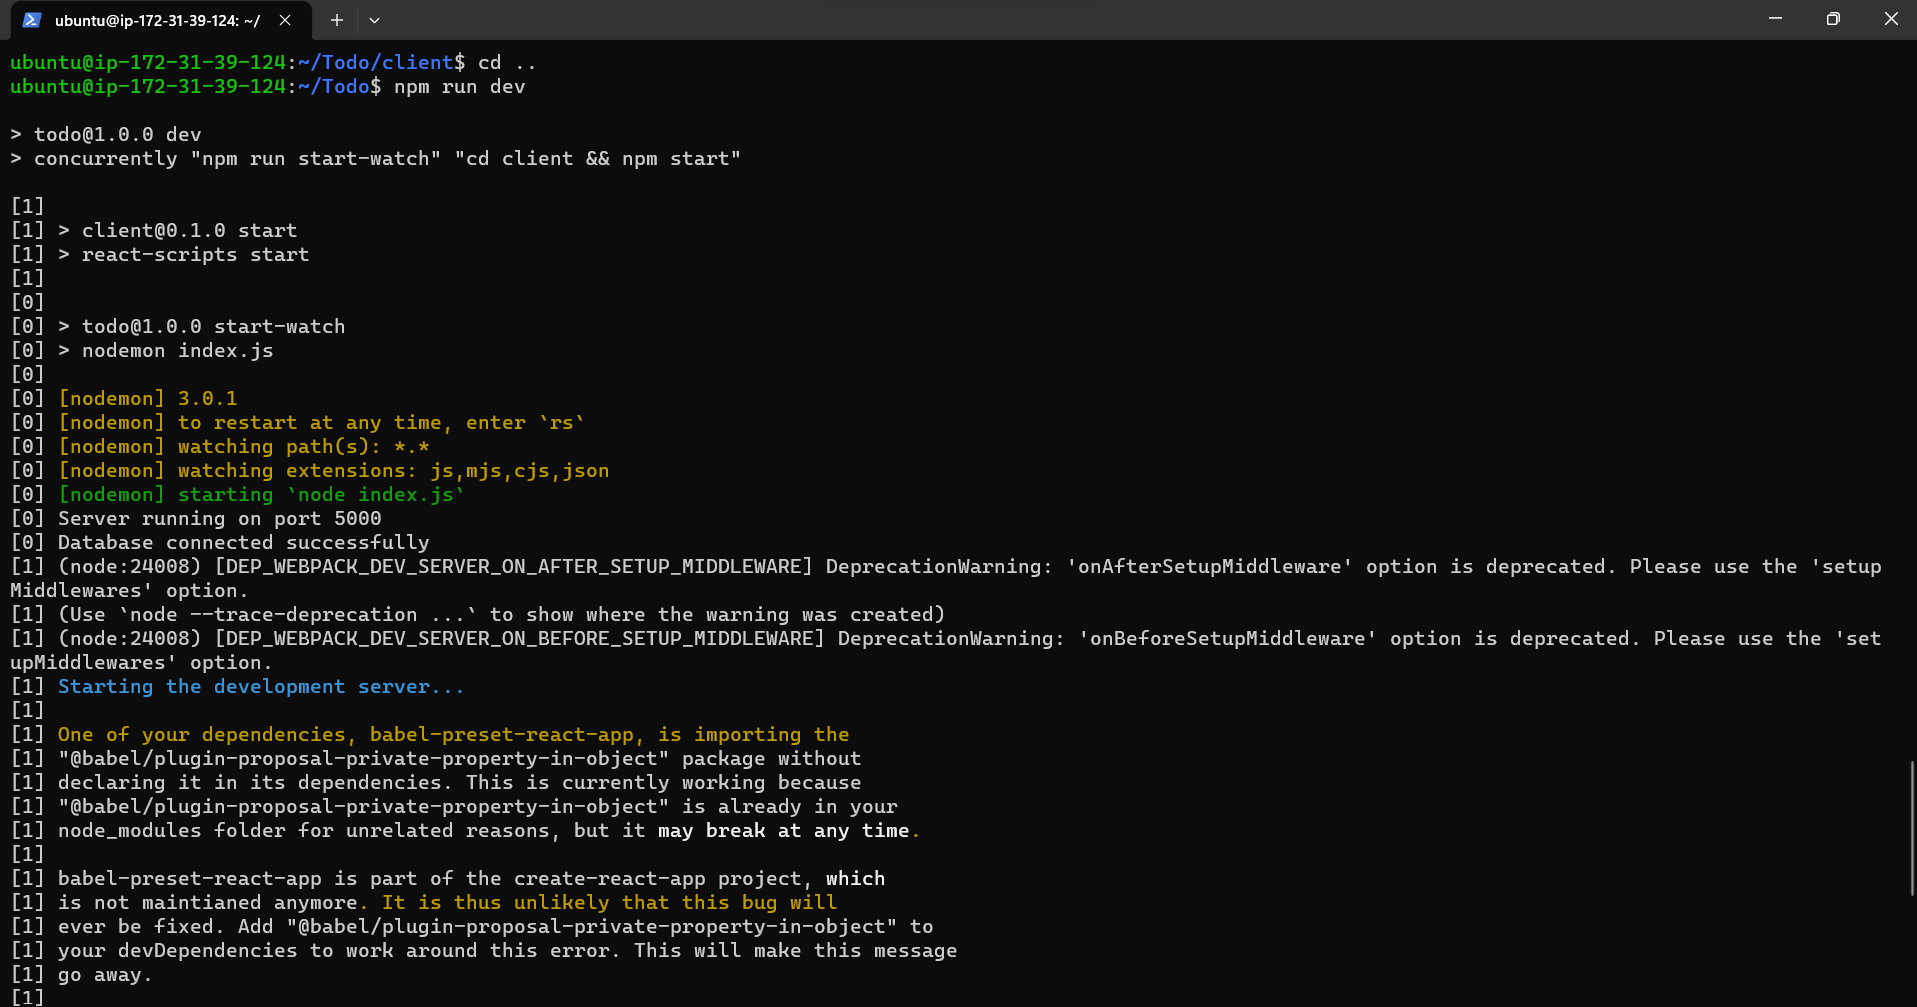 ubuntu@ip-172-31-39-124: ~/
ubuntu@ip-172-31-39-124:~/Todo/client$ cd ..
ubuntu@ip-172-31-39-124:~/Todo$ npm run dev
> todo@1.0.0 dev
> concurrently "npm run start-watch" "cd client && npm start"
[1]
[1] > client@0.1.0 start
[1] > react-scripts start
[1]
[0]
[0] > todo@1.0.0 start-watch
[0] > nodemon index.js
[0]
[0] [nodemon] 3.0.1
[0] [nodemon] to restart at any time, enter `rs`
[0] [nodemon] watching path(s): *.*
[0] [nodemon] watching extensions: js,mjs,cjs,json
[0] [nodemon] starting `node index.js`
[0] Server running on port 5000
[0] Database connected successfully
[1] (node:24008) [DEP_WEBPACK_DEV_SERVER_ON_AFTER_SETUP_MIDDLEWARE] DeprecationWarning: 'onAfterSetupMiddleware' option is deprecated. Please use the 'setup
Middlewares' option.
[1] (Use `node --trace-deprecation ...` to show where the warning was created)
[1] (node:24008) [DEP_WEBPACK_DEV_SERVER_ON_BEFORE_SETUP_MIDDLEWARE] DeprecationWarning: 'onBeforeSetupMiddleware' option is deprecated. Please use the 'set
upMiddlewares' option.
[1] Starting the development server...
[1]
[1] One of your dependencies, babel-preset-react-app, is importing the
[1] "@babel/plugin-proposal-private-property-in-object" package without
[1] declaring it in its dependencies. This is currently working because
[1] "@babel/plugin-proposal-private-property-in-object" is already in your
[1] node_modules folder for unrelated reasons, but it may break at any time.
[1]
[1] babel-preset-react-app is part of the create-react-app project, which
[1] is not maintianed anymore. It is thus unlikely that this bug will
[1] ever be fixed. Add "@babel/plugin-proposal-private-property-in-object" to
[1] your devDependencies to work around this error. This will make this message
[1] go away.
[1]